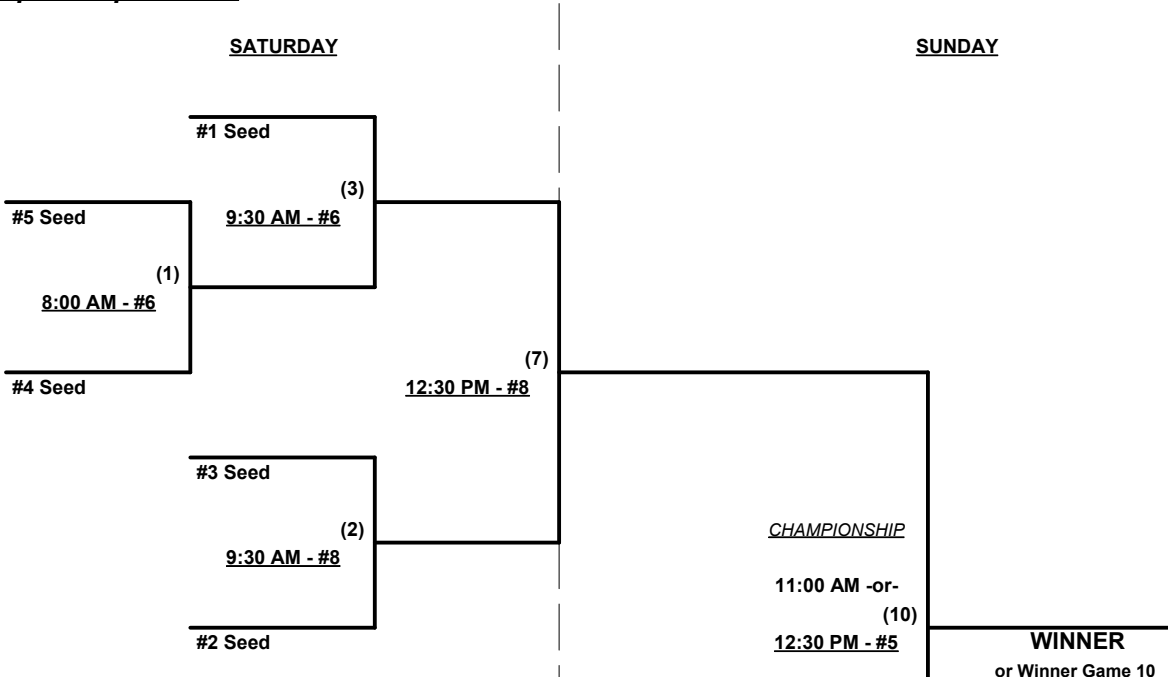 SATURDAY
SUNDAY
#1 Seed
(3)
#5 Seed
9:30 AM - #6
(1)
8:00 AM - #6
(7)
#4 Seed
12:30 PM - #8
#3 Seed
(2)
CHAMPIONSHIP
9:30 AM - #8
11:00 AM -or-
(10)
#2 Seed
12:30 PM - #5
WINNER
or Winner Game 10